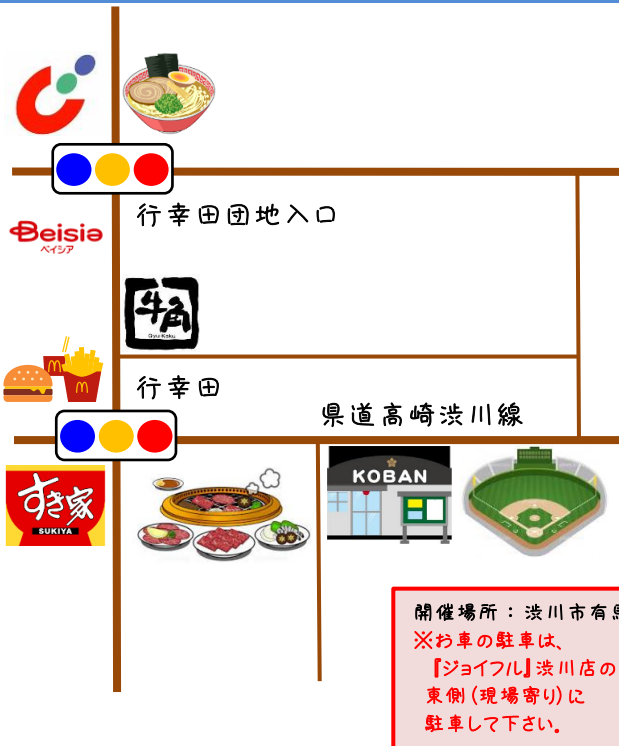 Beisia
ベイシア
行幸田団地入口
牛角
Gyu-Kaku
行幸田
県道高崎渋川線
すき家
SUKIYA
KOBAN
開催場所：渋川市有馬
※お車の駐車は、
『ジョイフル』渋川店の
東側(現場寄り)に
駐車して下さい。